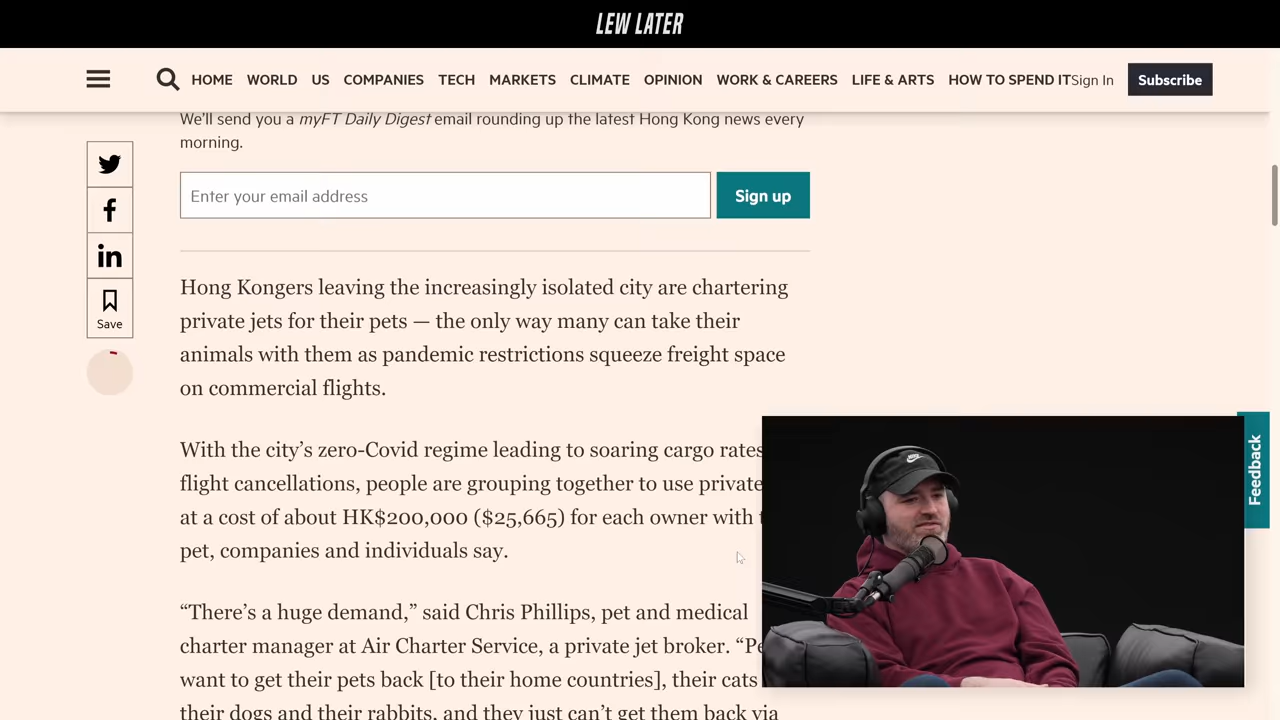 LEW LATER
HOME WORLD US COMPANIES TECH MARKETS CLIMATE OPINION WORK & CAREERS LIFE & ARTS HOW TO SPEND IT Sign In Subscribe
We'll send you a myFT Daily Digest email rounding up the latest Hong Kong news every
morning.
Enter your email address Sign up
Save
Hong Kongers leaving the increasingly isolated city are chartering
private jets for their pets — the only way many can take their
animals with them as pandemic restrictions squeeze freight space
on commercial flights.
With the city's zero-Covid regime leading to soaring cargo rates
flight cancellations, people are grouping together to use private
at a cost of about HK$200,000 ($25,665) for each owner with
pet, companies and individuals say.
“There's a huge demand,” said Chris Phillips, pet and medical
charter manager at Air Charter Service, a private jet broker.
want to get their pets back [to their home countries], their cats
their dogs and their rabbits, and they just can't get them back via
Feedback